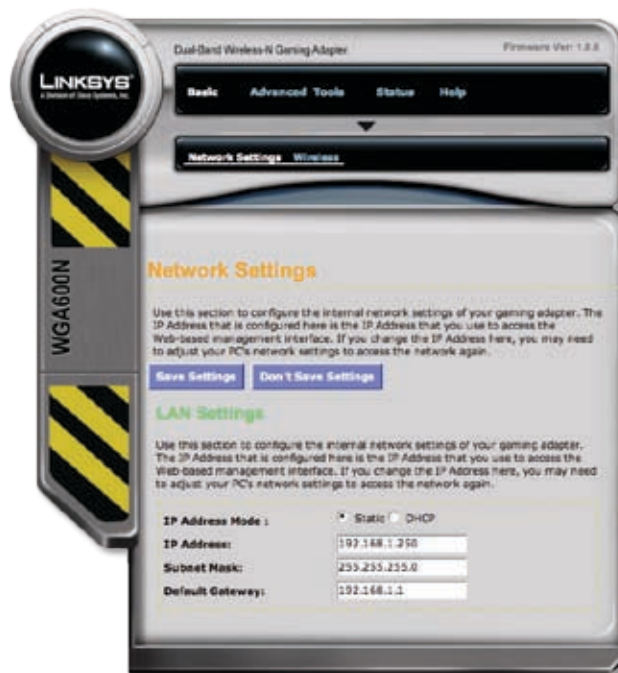 LINKSYS®
A Division of Cisco Systems, Inc.
Dual-Band Wireless-N Gaming Adapter
Firmware Ver: 1.0.0
Basic Advanced Tools Status Help
Network Settings Wireless
WGA600N
Network Settings
Use this section to configure the internal network settings of your gaming adapter. The
IP Address that is configured here is the IP Address that you use to access the
Web-based management interface. If you change the IP Address here, you may need
to adjust your PC's network settings to access the network again.
Save Settings Don't Save Settings
LAN Settings
Use this section to configure the internal network settings of your gaming adapter.
The IP Address that is configured here is the IP Address that you use to access the
Web-based management interface. If you change the IP Address here, you may need
to adjust your PC's network settings to access the network again.
IP Address Mode : Static DHCP
IP Address: 192.168.1.250
Subnet Mask: 255.255.255.0
Default Gateway: 192.168.1.1